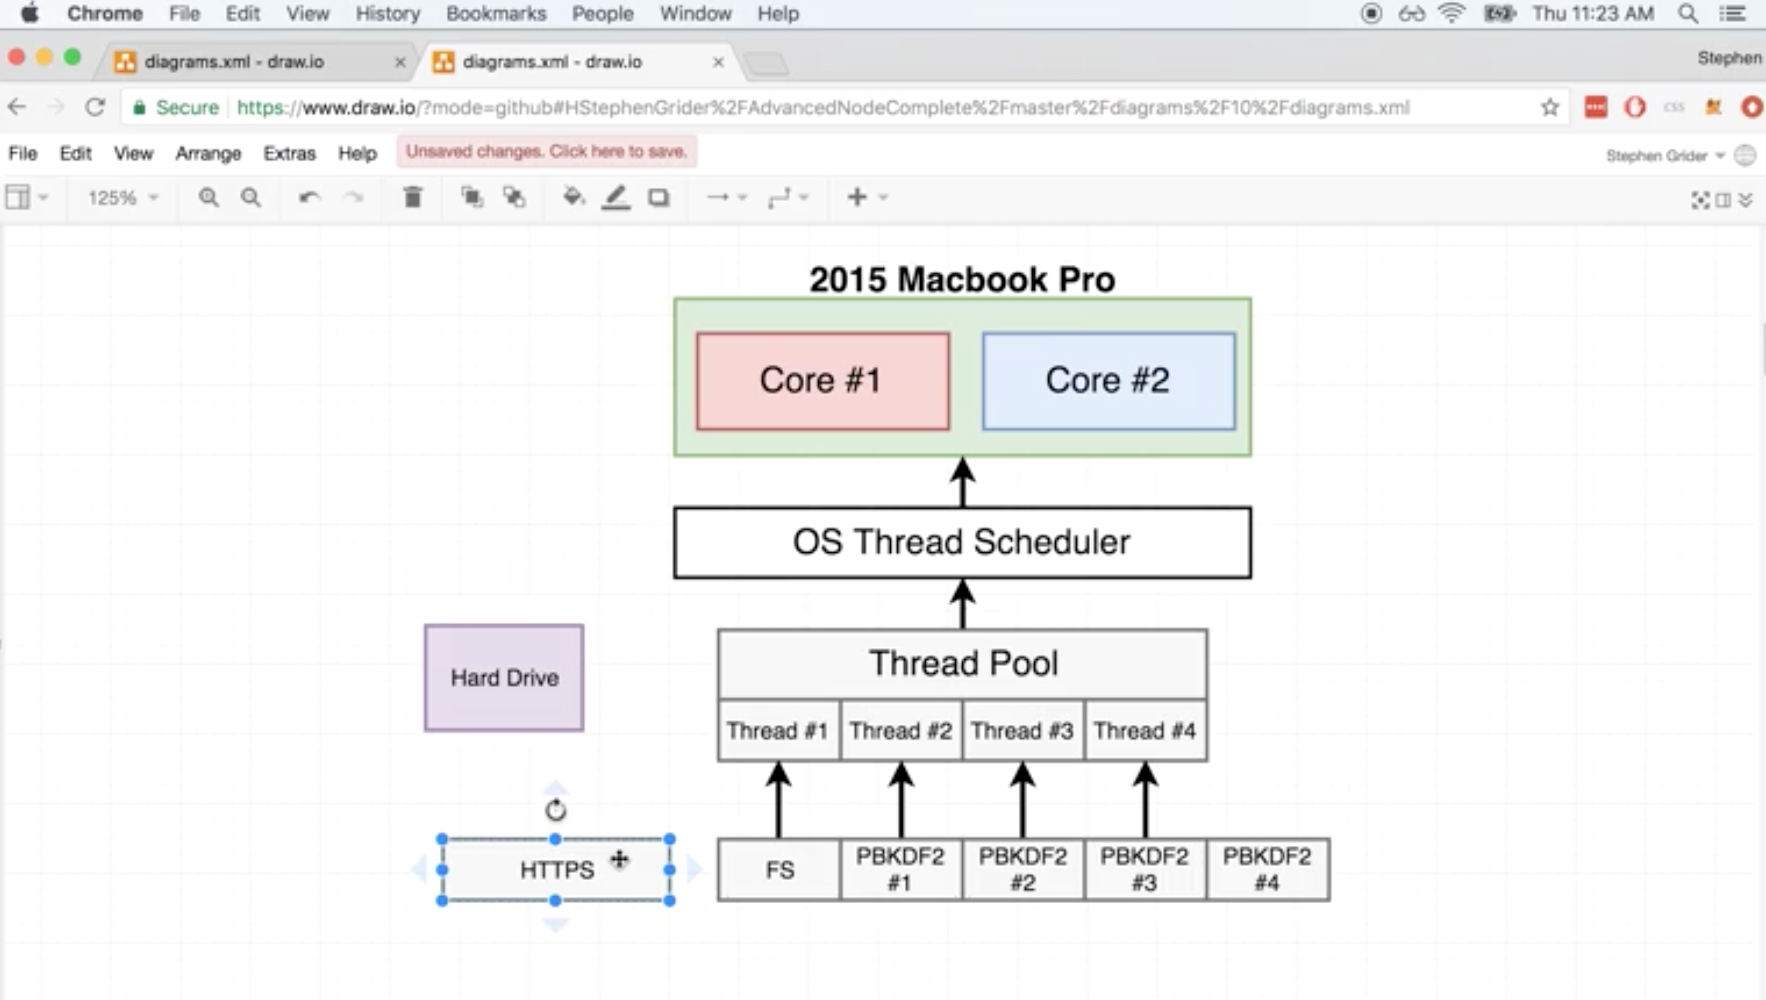 Chrome File Edit View History Bookmarks People Window Help Thu 11:23 AM
diagrams.xml - draw.io diagrams.xml - draw.io Stephen
Secure https://www.draw.io/?mode=github#HStephenGrider%2FAdvancedNodeComplete%2Fmaster%2Fdiagrams%2F10%2Fdiagrams.xml CSS
File Edit View Arrange Extras Help Unsaved changes. Click here to save. Stephen Grider
125%
2015 Macbook Pro
Core #1 Core #2
OS Thread Scheduler
Hard Drive
Thread Pool
Thread #1 Thread #2 Thread #3 Thread #4
HTTPS
FS
PBKDF2
#1
PBKDF2
#2
PBKDF2
#3
PBKDF2
#4